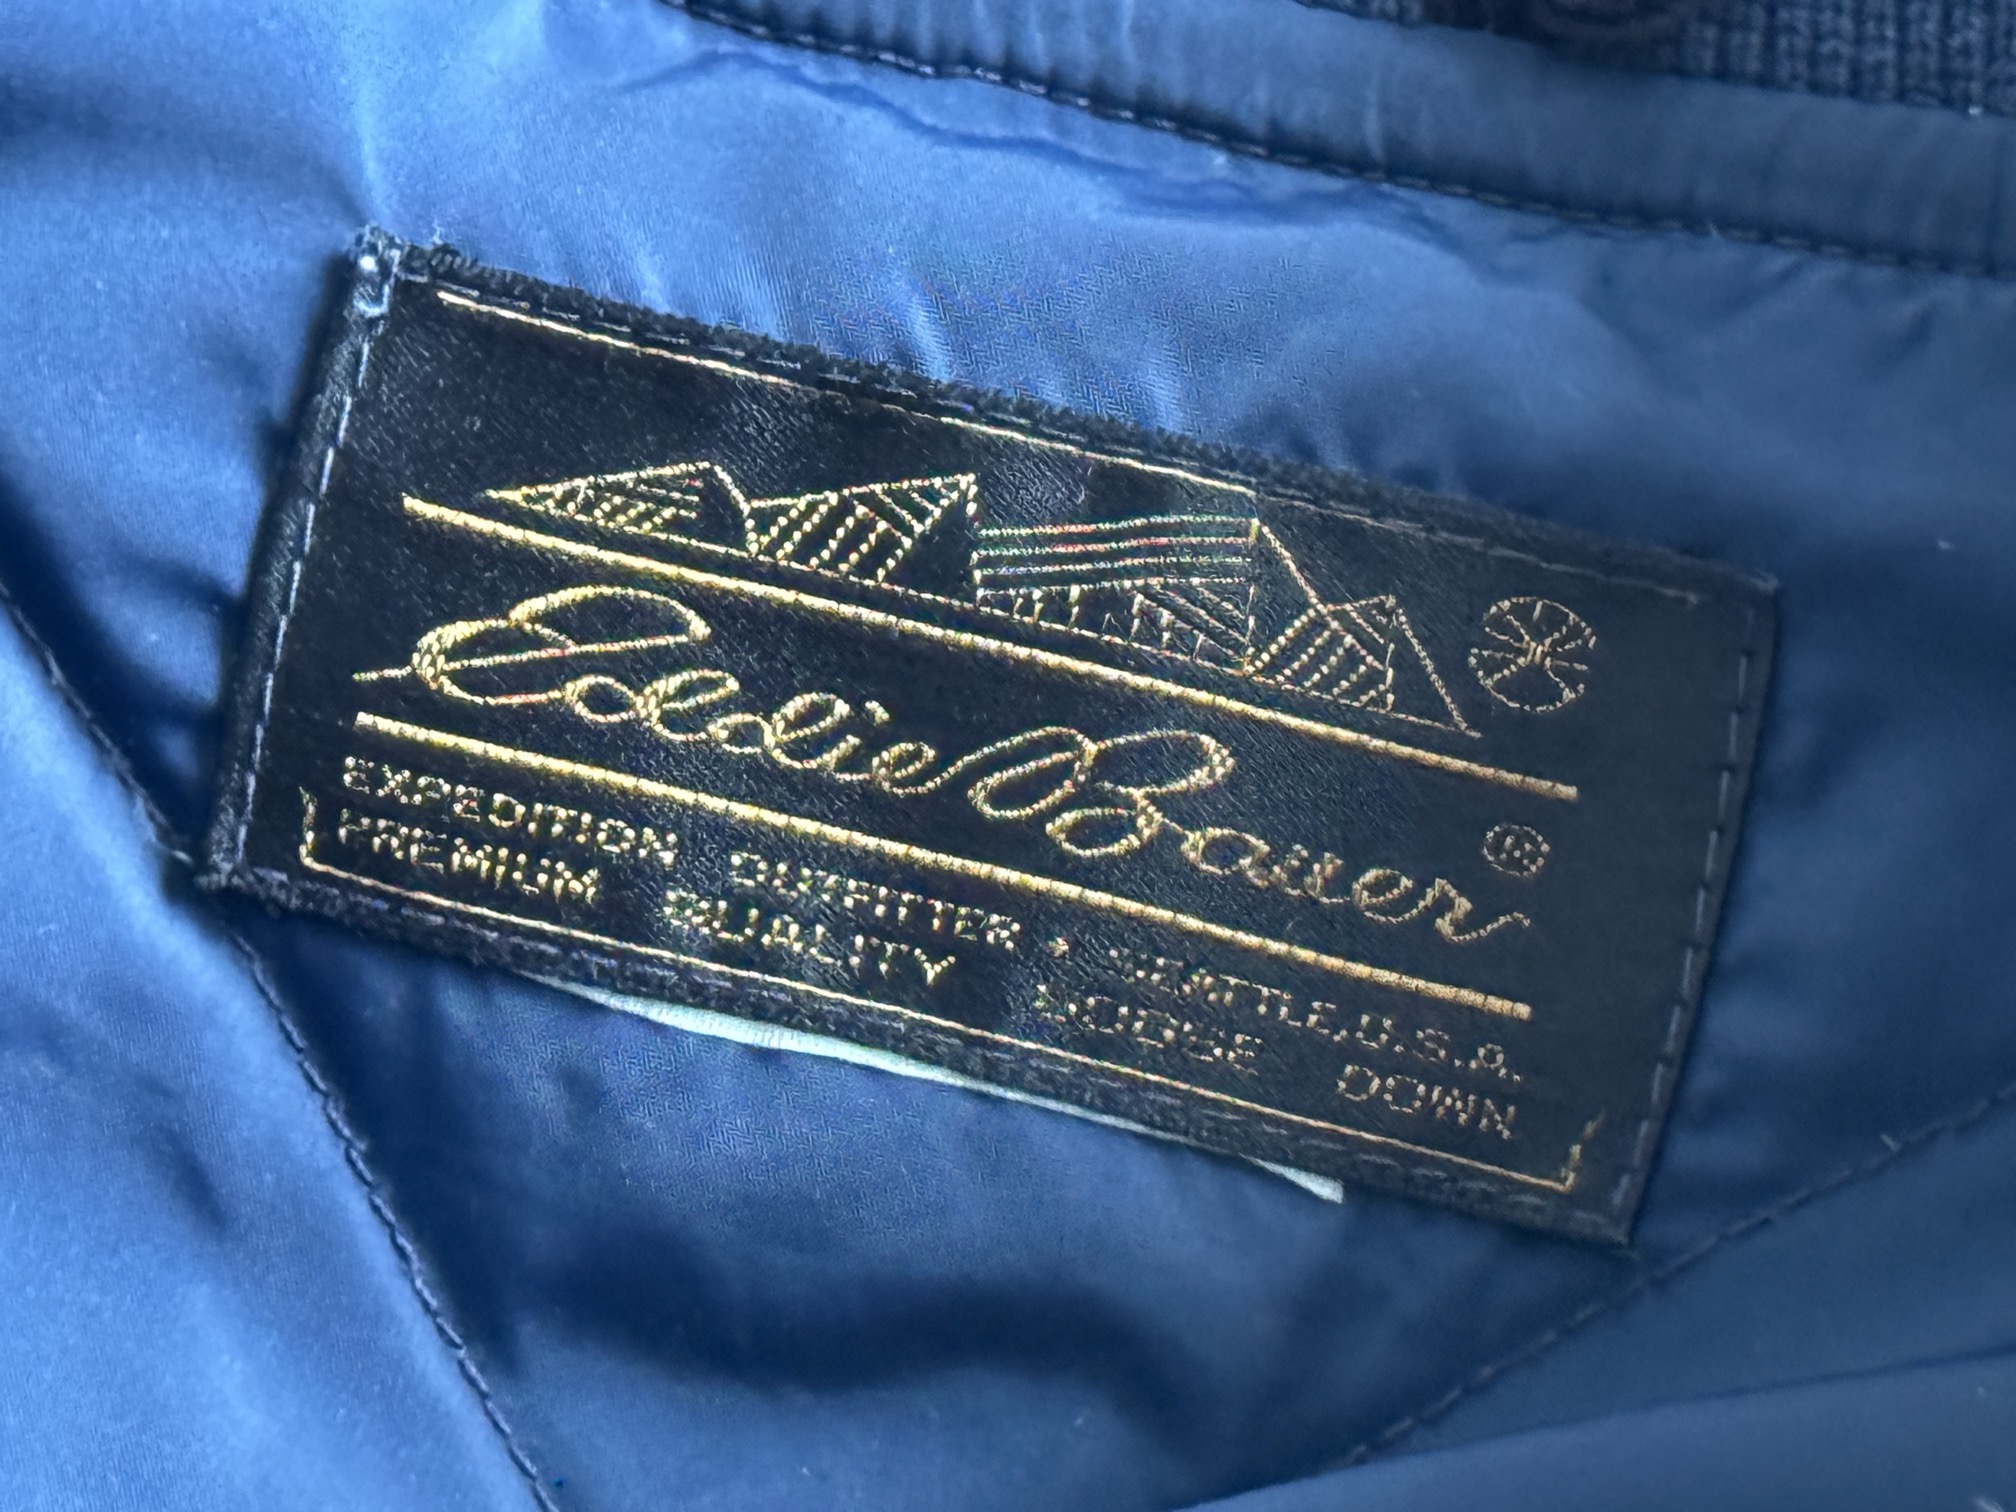 Eddie Bauer ®
EXPEDITION OUTFITTER • SEATTLE, U.S.A.
PREMIUM QUALITY GOOSE DOWN